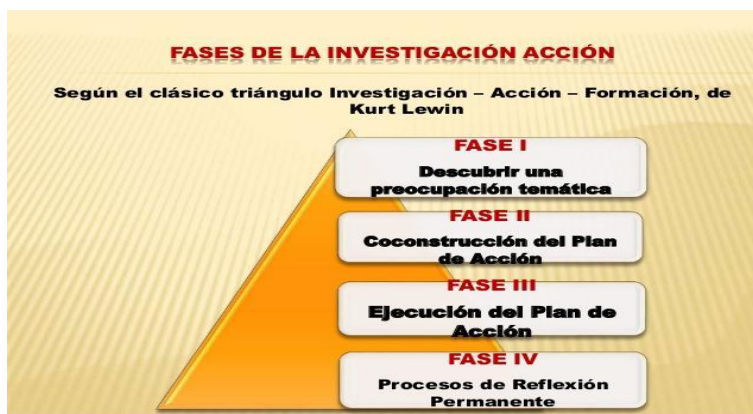 FASES DE LA INVESTIGACIÓN ACCIÓN
Según el clásico triángulo Investigación – Acción – Formación, de
Kurt Lewin
FASE I
Descubrir una
preocupación temática
FASE II
Coconstrucción del Plan
de Acción
FASE III
Ejecución del Plan de
Acción
FASE IV
Procesos de Reflexión
Permanente